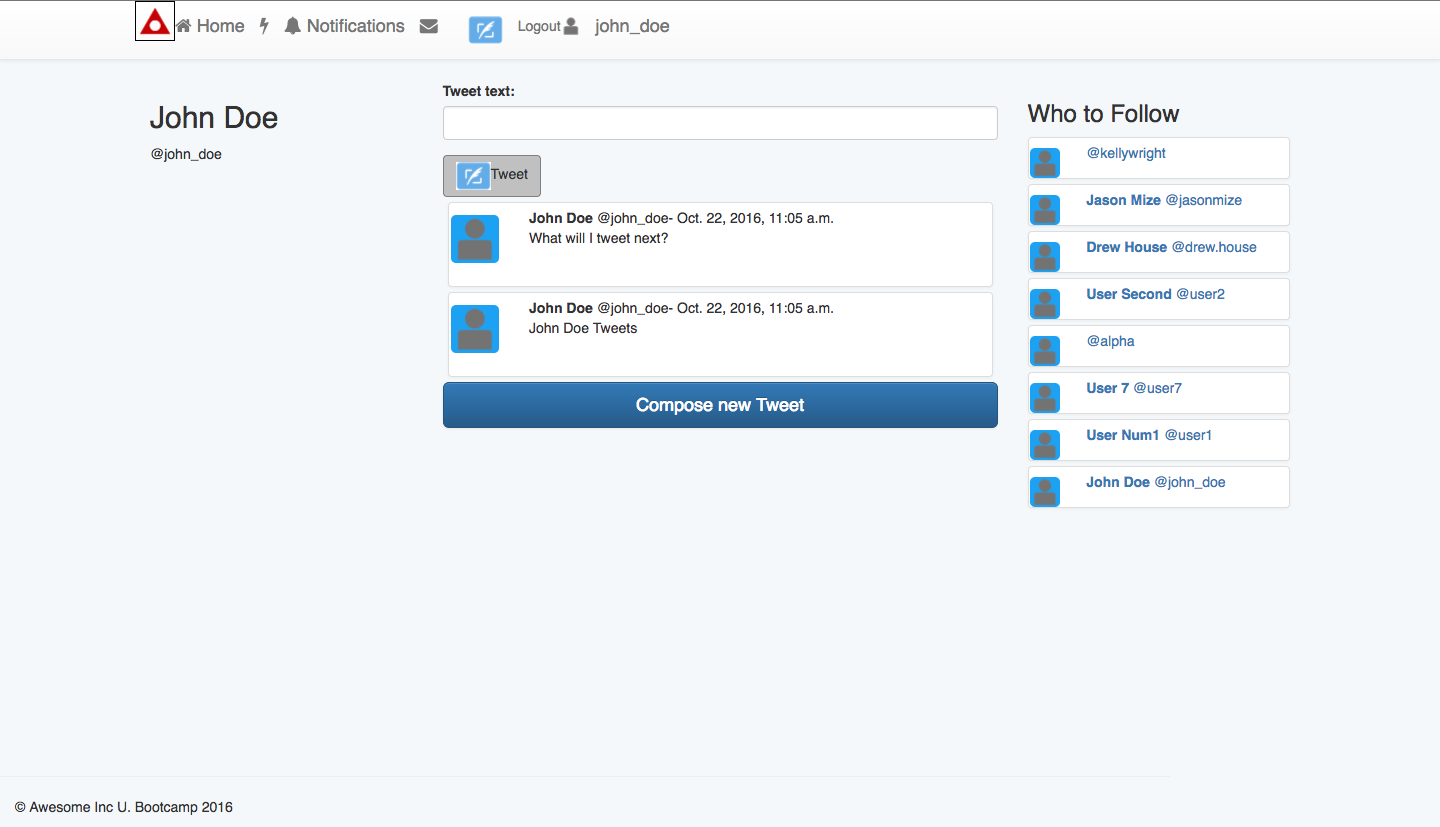 Home Notifications Logout john_doe
John Doe
@john_doe
Tweet text:
Tweet
John Doe @john_doe- Oct. 22, 2016, 11:05 a.m.
What will I tweet next?
John Doe @john_doe- Oct. 22, 2016, 11:05 a.m.
John Doe Tweets
Compose new Tweet
Who to Follow
@kellywright
Jason Mize @jasonmize
Drew House @drew.house
User Second @user2
@alpha
User 7 @user7
User Num1 @user1
John Doe @john_doe
© Awesome Inc U. Bootcamp 2016